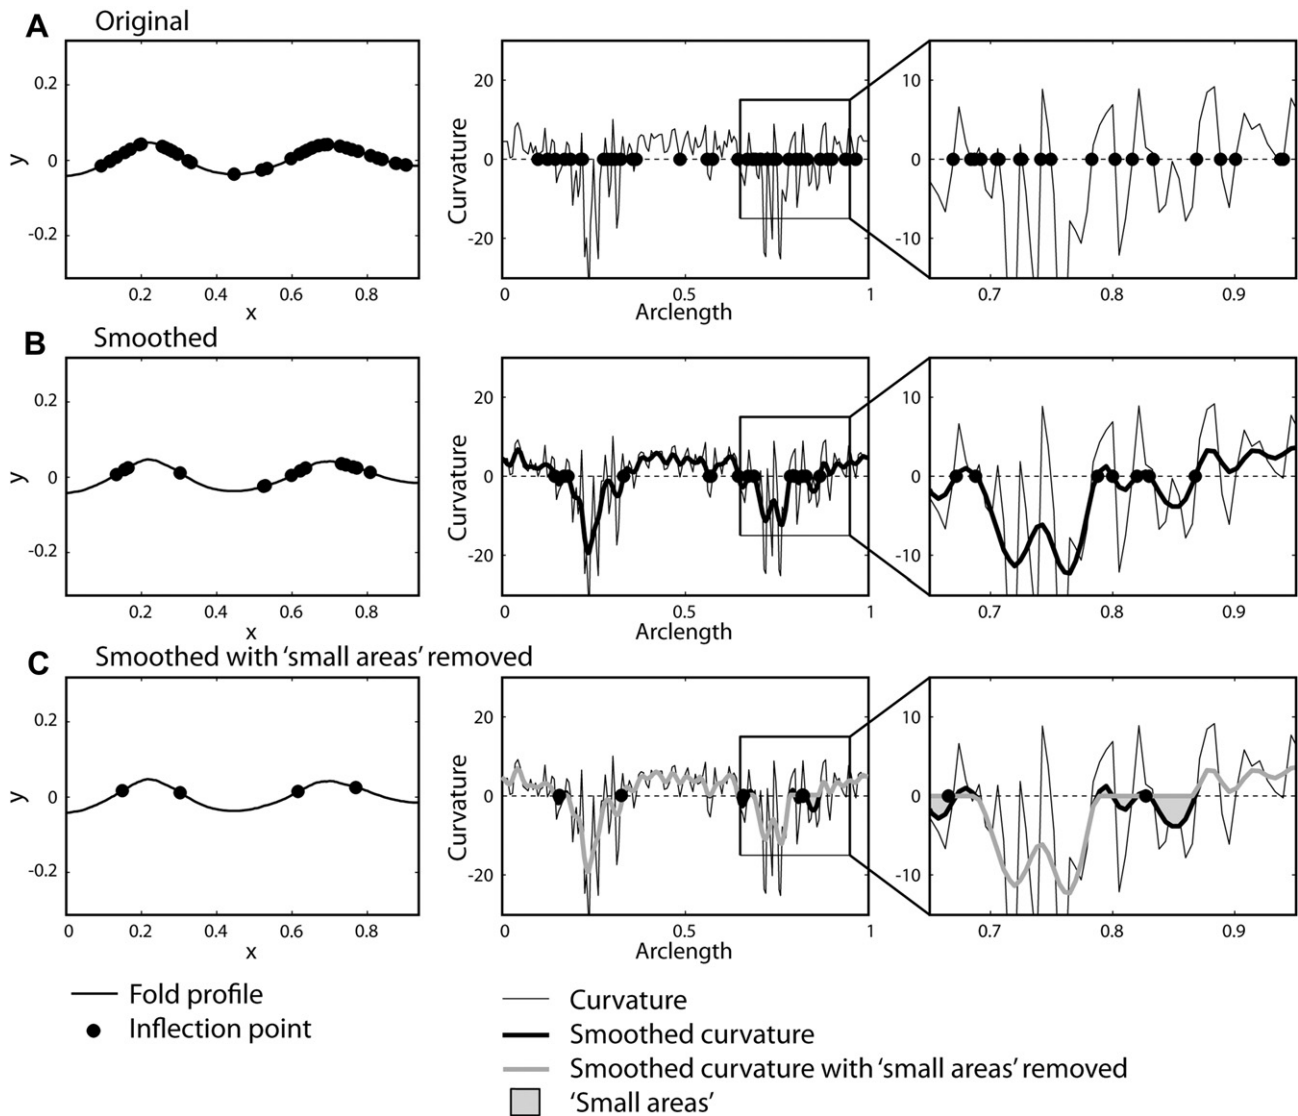 A Original
0.2
0
-0.2
y
0.2 0.4 0.6 0.8
x
20
0
-20
Curvature
0 0.5 1
Arclength
10
0
-10
0.7 0.8 0.9
B Smoothed
0.2
0
-0.2
y
0.2 0.4 0.6 0.8
x
20
0
-20
Curvature
0 0.5 1
Arclength
10
0
-10
0.7 0.8 0.9
C Smoothed with ‘small areas’ removed
0.2
0
-0.2
y
0 0.2 0.4 0.6 0.8
x
20
0
-20
Curvature
0 0.5 1
Arclength
10
0
-10
0.7 0.8 0.9
Fold profile
Inflection point
Curvature
Smoothed curvature
Smoothed curvature with ‘small areas’ removed
‘Small areas’